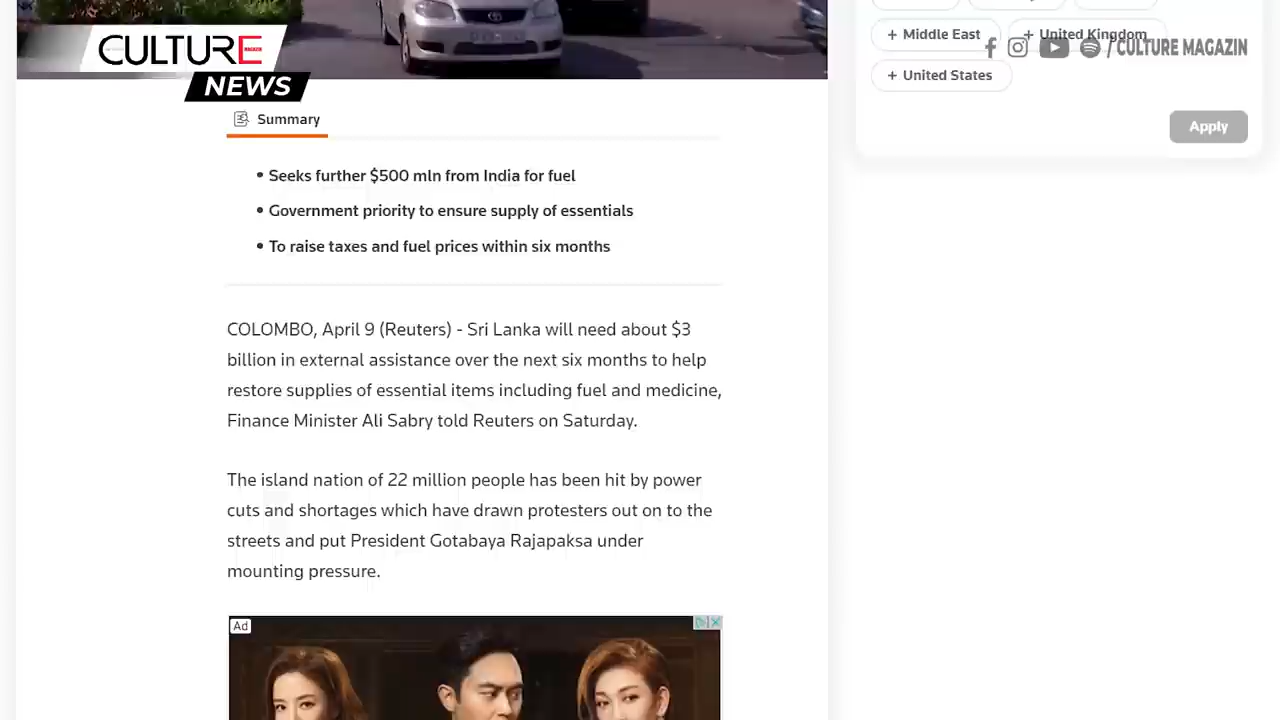 CULTURE
NEWS
+ Middle East
+ United Kingdom
/CULTURE MAGAZIN
+ United States
Apply
Summary
• Seeks further $500 mln from India for fuel
• Government priority to ensure supply of essentials
• To raise taxes and fuel prices within six months
COLOMBO, April 9 (Reuters) - Sri Lanka will need about $3
billion in external assistance over the next six months to help
restore supplies of essential items including fuel and medicine,
Finance Minister Ali Sabry told Reuters on Saturday.
The island nation of 22 million people has been hit by power
cuts and shortages which have drawn protesters out on to the
streets and put President Gotabaya Rajapaksa under
mounting pressure.
Ad